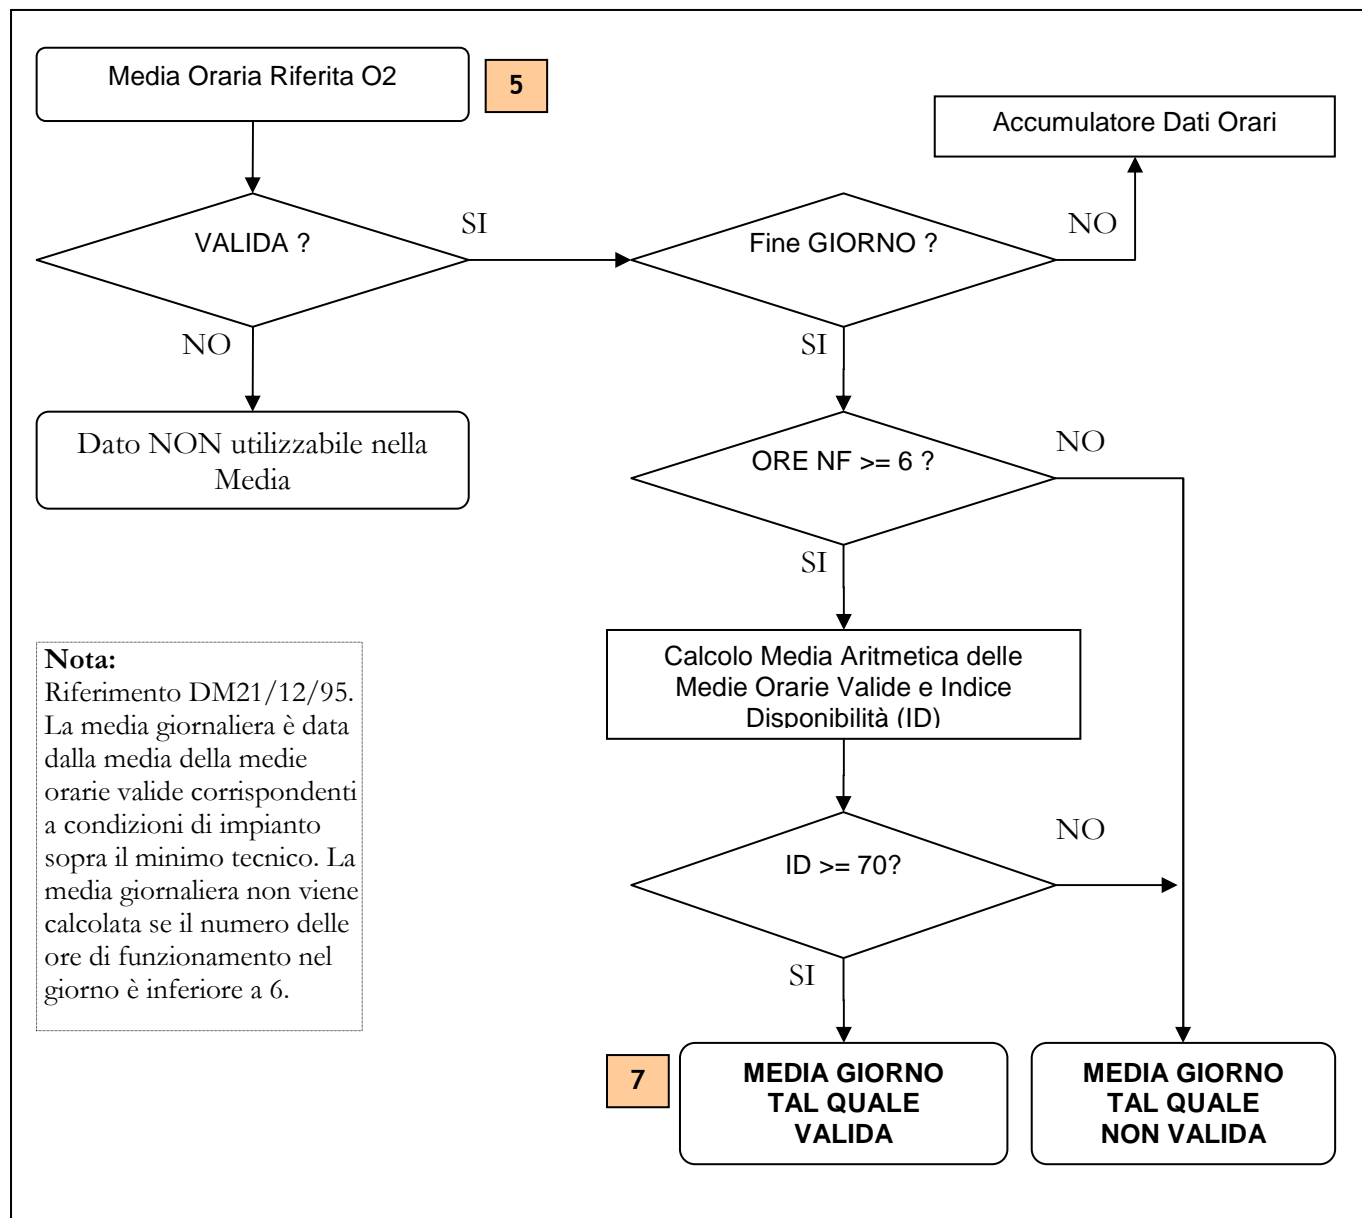 Media Oraria Riferita O2
5
Accumulatore Dati Orari
VALIDA ?
SI
Fine GIORNO ?
NO
NO
SI
Dato NON utilizzabile nella
Media
ORE NF >= 6 ?
NO
SI
Calcolo Media Aritmetica delle
Medie Orarie Valide e Indice
Disponibilità (ID)
Nota:
Riferimento DM21/12/95.
La media giornaliera è data
dalla media della medie
orarie valide corrispondenti
a condizioni di impianto
sopra il minimo tecnico. La
media giornaliera non viene
calcolata se il numero delle
ore di funzionamento nel
giorno è inferiore a 6.
ID >= 70?
NO
SI
7
MEDIA GIORNO
TAL QUALE
VALIDA
MEDIA GIORNO
TAL QUALE
NON VALIDA